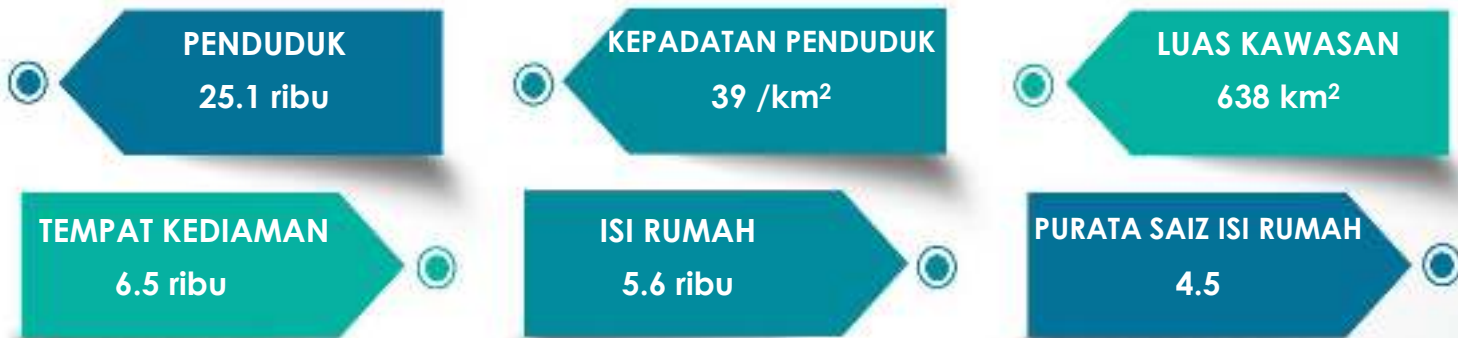 PENDUDUK
25.1 ribu
KEPADATAN PENDUDUK
39 /km²
LUAS KAWASAN
638 km²
TEMPAT KEDIAMAN
6.5 ribu
ISI RUMAH
5.6 ribu
PURATA SAIZ ISI RUMAH
4.5